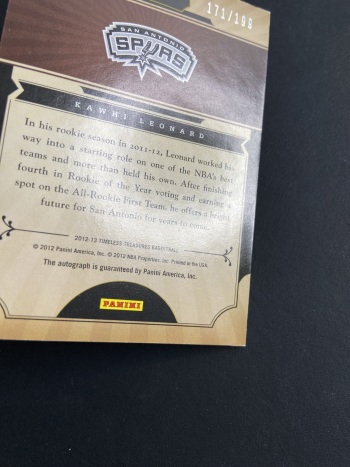 171/199
SAN ANTONIO
SPURS
KAWHI LEONARD
In his rookie season in 2011-12, Leonard worked his
way into a starting role on one of the NBA's best
teams and more than held his own. After finishing
fourth in Rookie of the Year voting and earning a
spot on the All-Rookie First Team, he offers a bright
future for San Antonio for years to come.
2012-13 TIMELESS TREASURES BASKETBALL
© 2012 Panini America, Inc. © 2012 NBA Properties, Inc. Printed in the USA.
The autograph is guaranteed by Panini America, Inc.
PANINI